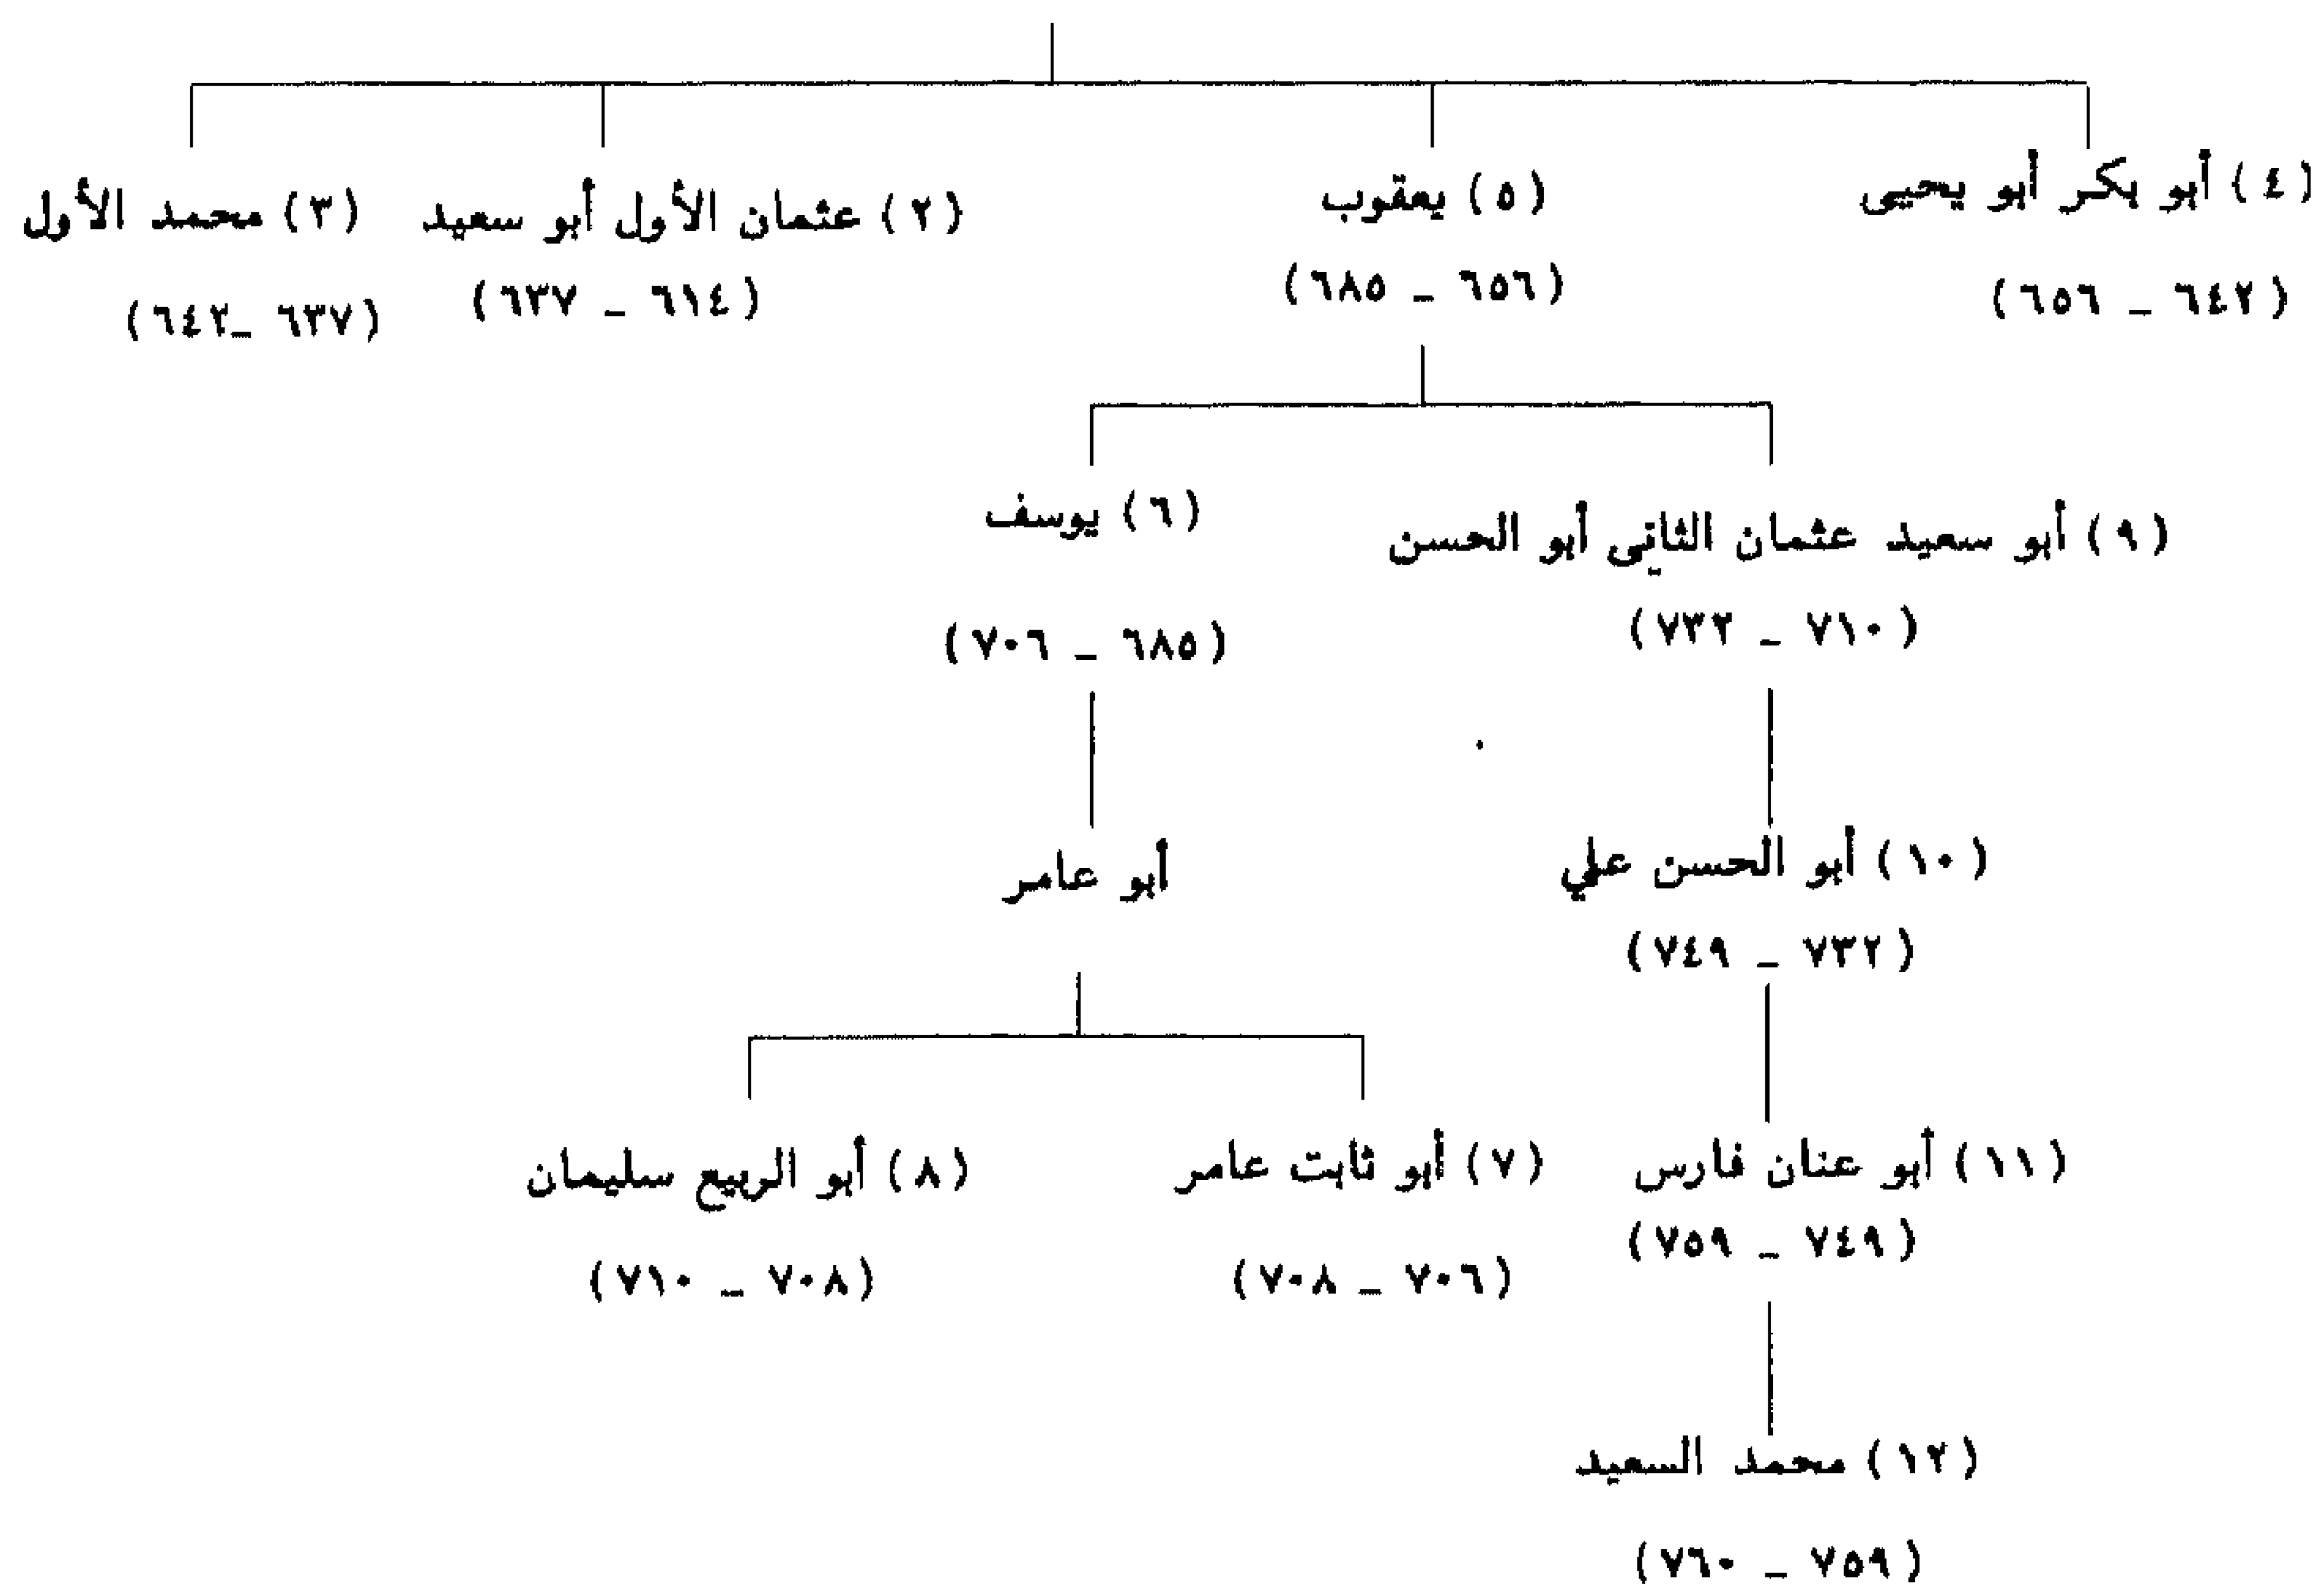 (٤) أبو بكر أبو يحيى
(٦٤٢ ـ ٦٥٦)
(٥) يعقوب
(٦٥٦ ـ ٦٨٥)
(٢) عثمان الأول أبو سعيد
(٦١٤ ـ ٦٣٧)
(٣) محمد الأول
(٦٣٧ ـ ٦٤٢)
(٩) أبو سعيد عثمان الثاني أبو الحسن
(٧١٠ ـ ٧٣٢)
(٦) يوسف
(٦٨٥ ـ ٧٠٦)
(١٠) أبو الحسن علي
(٧٣٢ ـ ٧٤٩)
أبو عامر
(١١) أبو عنان فارس
(٧٤٩ ـ ٧٥٩)
(٧) أبو ثابت عامر
(٧٠٦ ـ ٧٠٨)
(٨) أبو الربيع سليمان
(٧٠٨ ـ ٧١٠)
(١٢) محمد السعيد
(٧٥٩ ـ ٧٦٠)